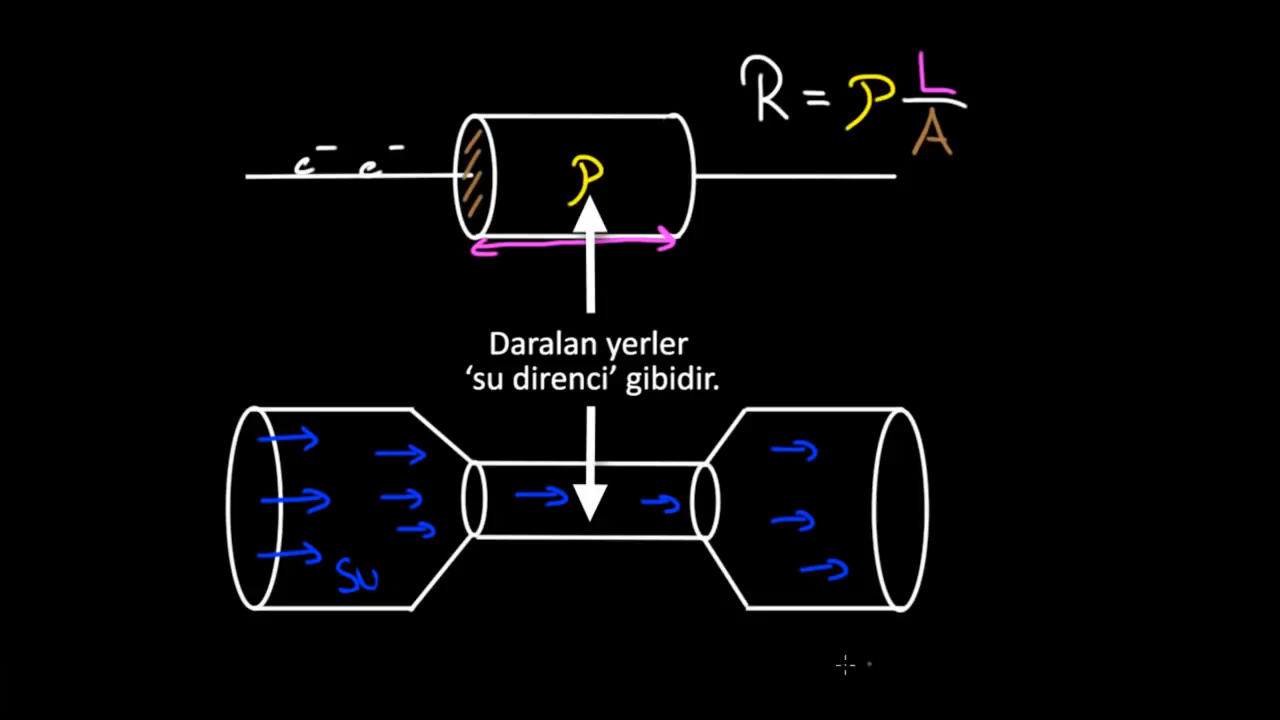 R = ρ L/A
e⁻ e⁻
ρ
Daralan yerler
‘su direnci’ gibidir.
su